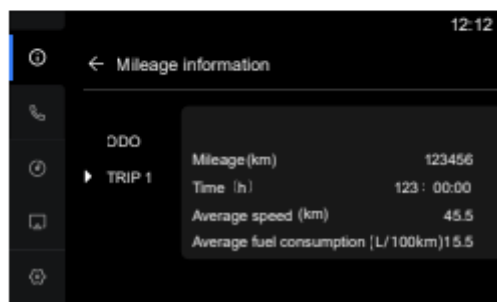 12:12
← Mileage information
ODO
Mileage(km) 123456
TRIP 1
Time (h) 123: 00:00
Average speed (km) 45.5
Average fuel consumption (L/100km)15.5